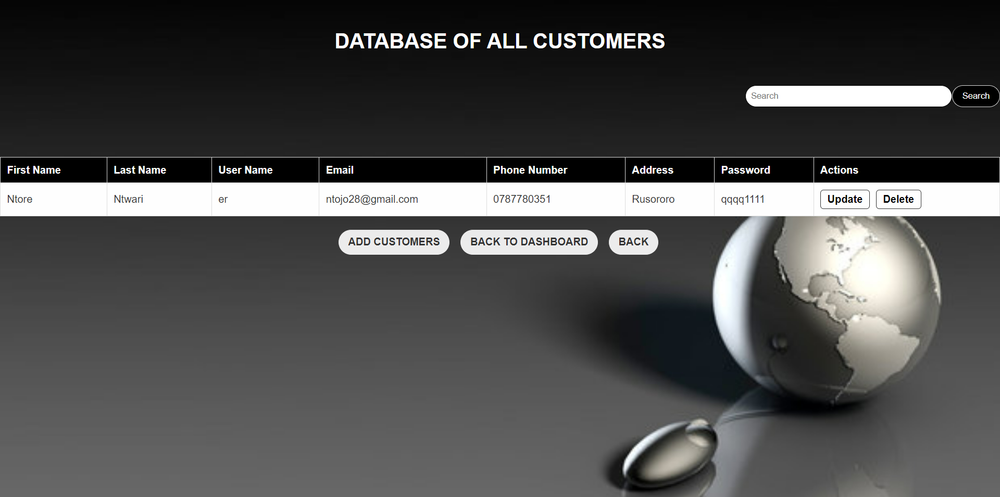 DATABASE OF ALL CUSTOMERS
Search Search
First Name Last Name User Name Email Phone Number Address Password Actions
Ntore Ntwari er ntojo28@gmail.com 0787780351 Rusororo qqqq1111 Update Delete
ADD CUSTOMERS BACK TO DASHBOARD BACK